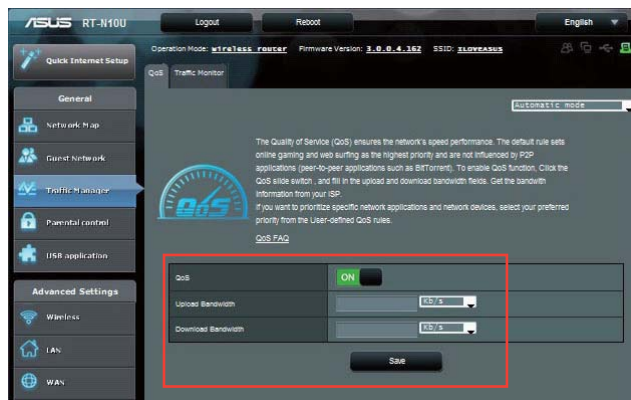 ASUS RT-N10U
Logout
Reboot
English
Quick Internet Setup
Operation Mode: wireless router Firmware Version: 3.0.0.4.162 SSID: ILOVEASUS
QoS
Traffic Monitor
General
Automatic mode
Network Map
Guest Network
Traffic Manager
Parental control
USB application
QoS
The Quality of Service (QoS) ensures the network's speed performance. The default rule sets
online gaming and web surfing as the highest priority and are not influenced by P2P
applications (peer-to-peer applications such as BitTorrent). To enable QoS function, Click the
QoS slide switch , and fill in the upload and download bandwidth fields. Get the bandwith
information from your ISP.
If you want to prioritize specific network applications and network devices, select your preferred
priority from the User-defined QoS rules.
QoS FAQ
QoS
ON
Upload Bandwidth
Kb/s
Download Bandwidth
Kb/s
Save
Advanced Settings
Wireless
LAN
WAN